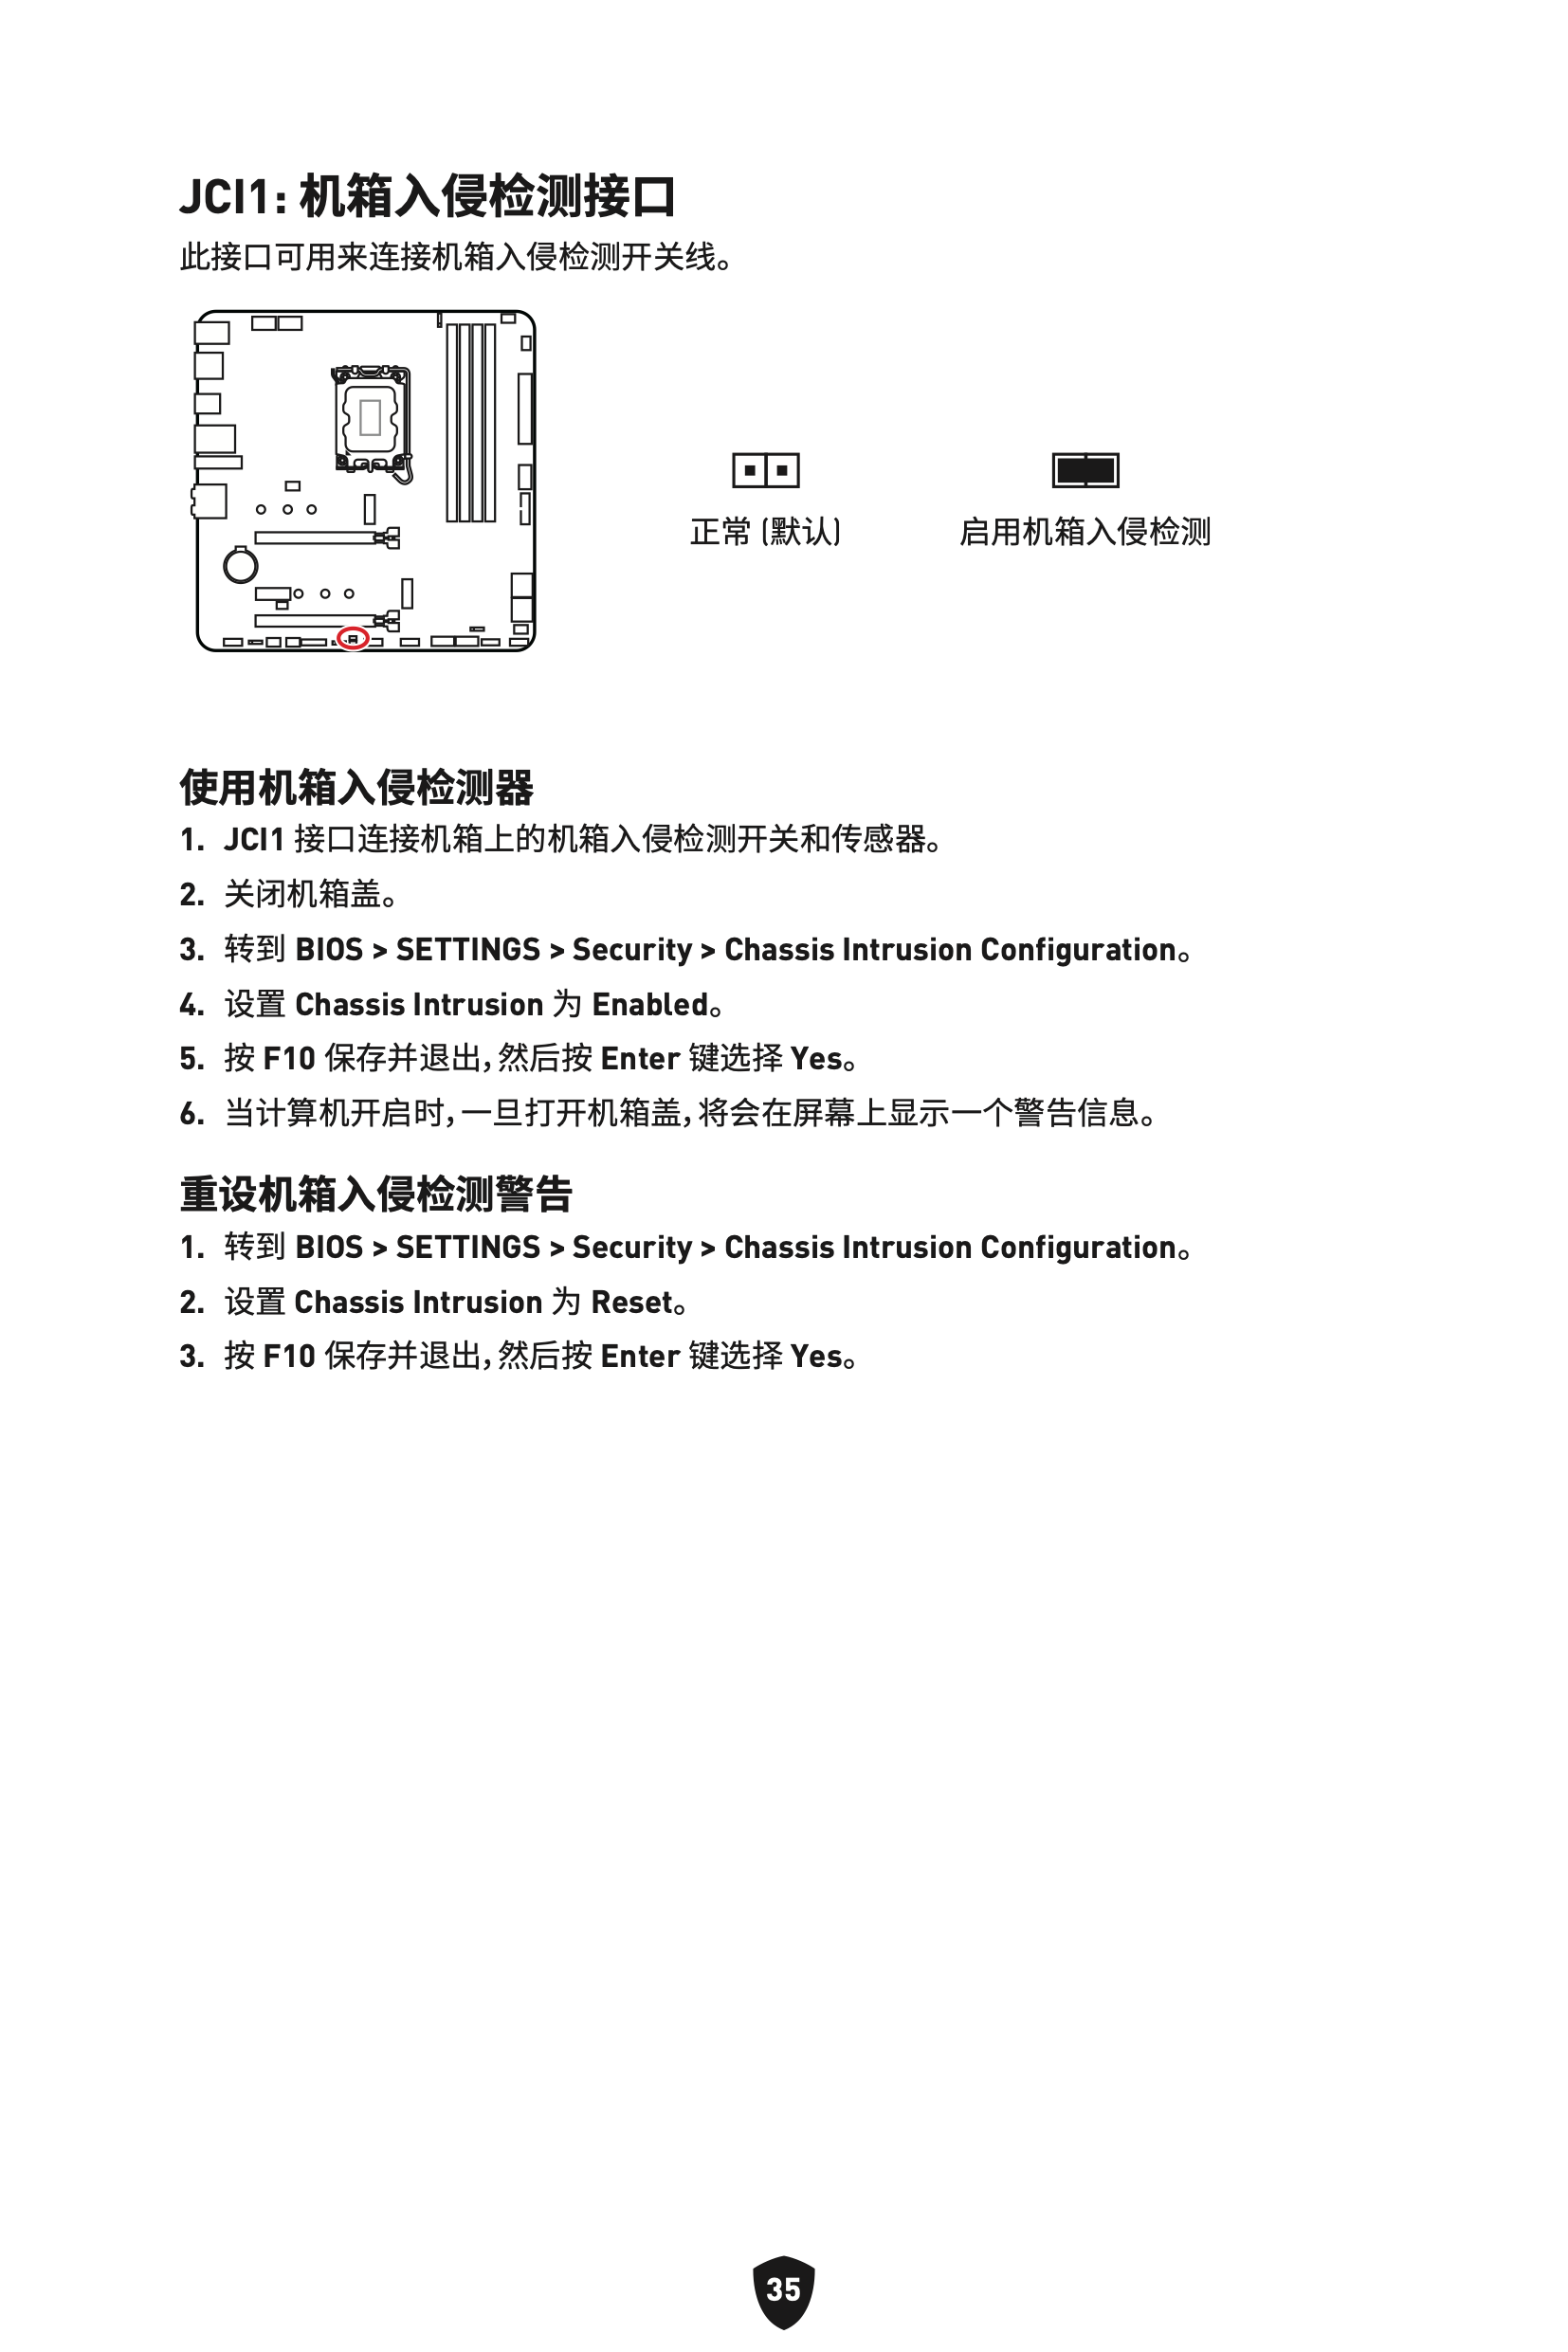 JCI1: 机箱入侵检测接口
此接口可用来连接机箱入侵检测开关线。
正常 (默认)
启用机箱入侵检测
使用机箱入侵检测器
1. JCI1 接口连接机箱上的机箱入侵检测开关和传感器。
2. 关闭机箱盖。
3. 转到 BIOS > SETTINGS > Security > Chassis Intrusion Configuration。
4. 设置 Chassis Intrusion 为 Enabled。
5. 按 F10 保存并退出，然后按 Enter 键选择 Yes。
6. 当计算机开启时，一旦打开机箱盖，将会在屏幕上显示一个警告信息。
重设机箱入侵检测警告
1. 转到 BIOS > SETTINGS > Security > Chassis Intrusion Configuration。
2. 设置 Chassis Intrusion 为 Reset。
3. 按 F10 保存并退出，然后按 Enter 键选择 Yes。
35